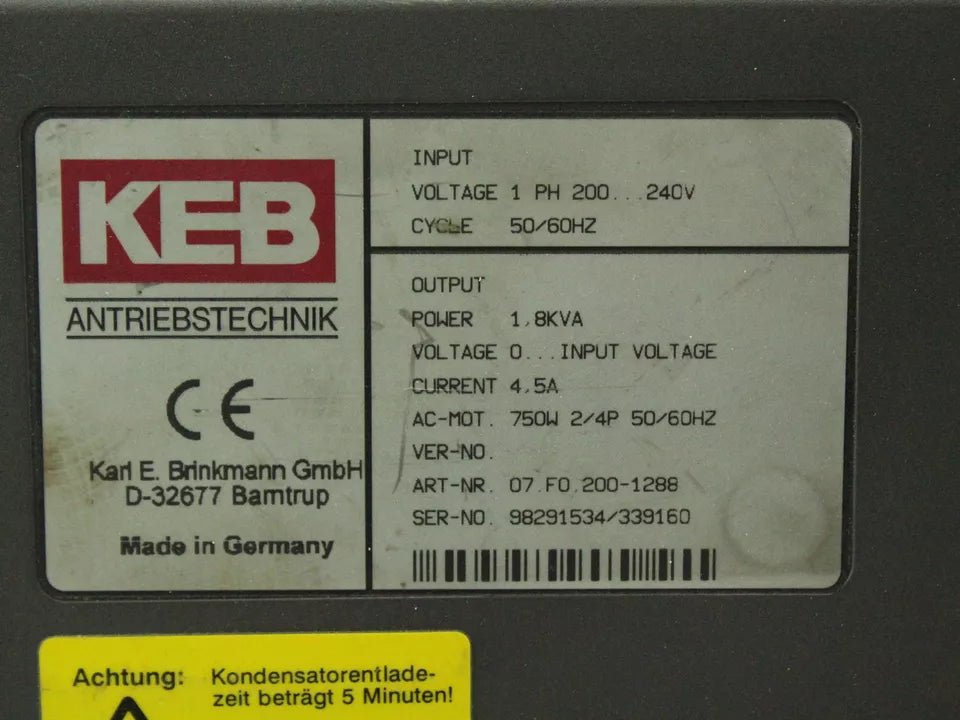 KEB
ANTRIEBSTECHNIK
CE
Karl E. Brinkmann GmbH
D-32677 Barntrup
Made in Germany
INPUT
VOLTAGE 1 PH 200...240V
CYCLE 50/60HZ
OUTPUT
POWER 1,8KVA
VOLTAGE 0...INPUT VOLTAGE
CURRENT 4,5A
AC-MOT. 750W 2/4P 50/60HZ
VER-NO.
ART-NR. 07.F0.200-1288
SER-NO. 98291534/339160
Achtung: Kondensatorentlade-
zeit beträgt 5 Minuten!